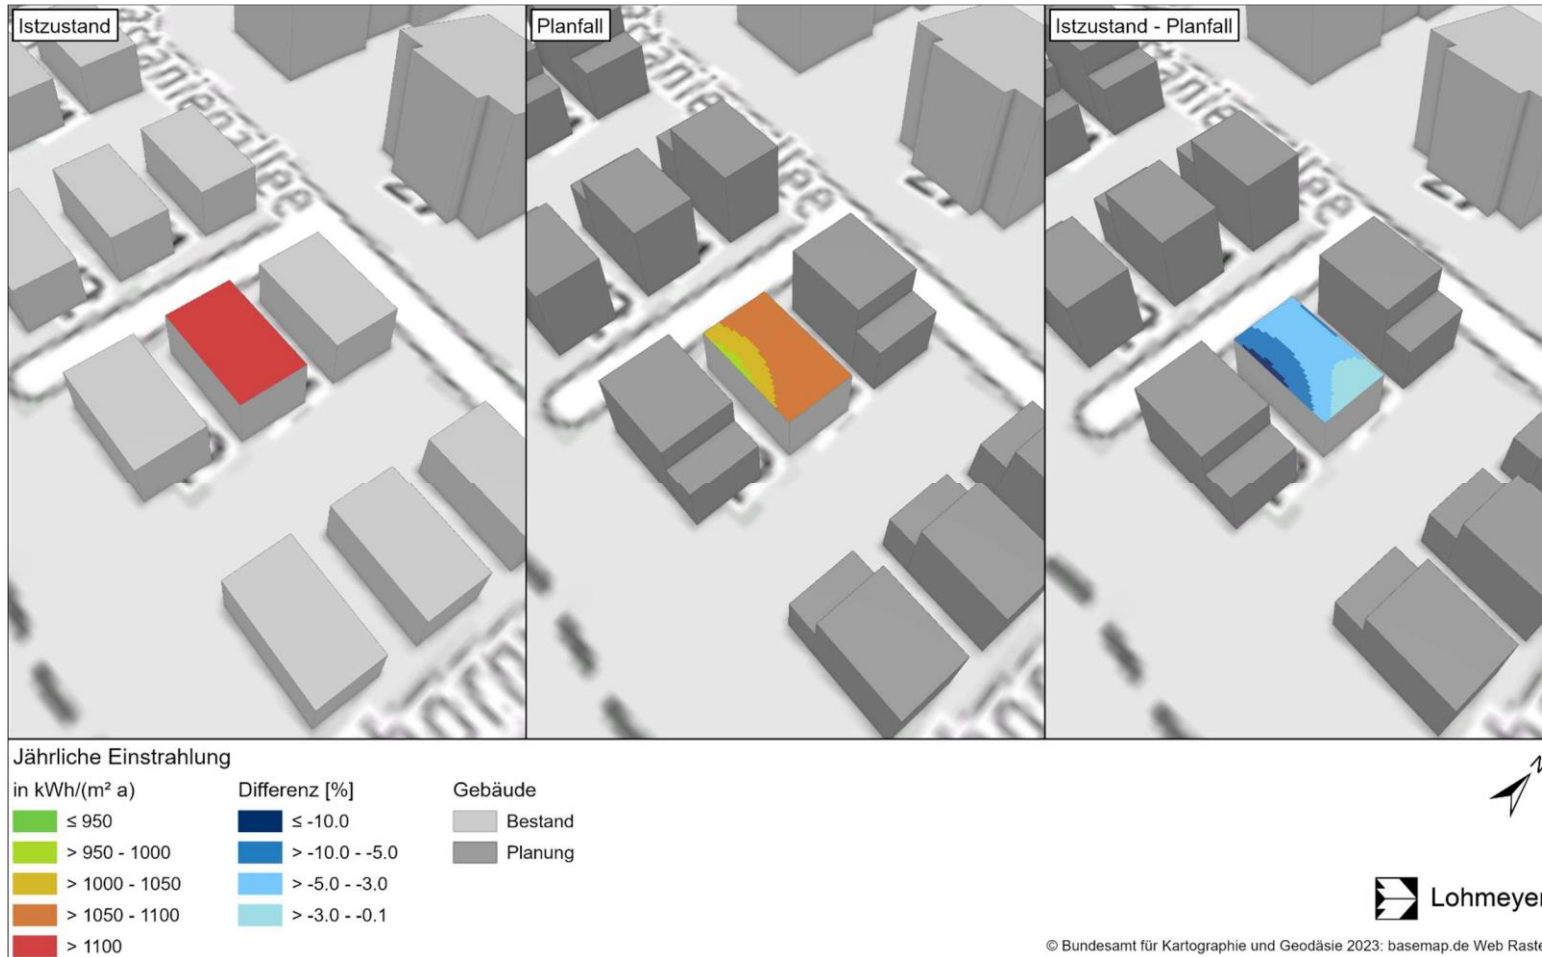 Istzustand
Planfall
Istzustand - Planfall
Jährliche Einstrahlung
in kWh/(m² a)
≤ 950
> 950 - 1000
> 1000 - 1050
> 1050 - 1100
> 1100
Differenz [%]
≤ -10.0
> -10.0 - -5.0
> -5.0 - -3.0
> -3.0 - -0.1
Gebäude
Bestand
Planung
Lohmeyer
© Bundesamt für Kartographie und Geodäsie 2023: basemap.de Web Raste